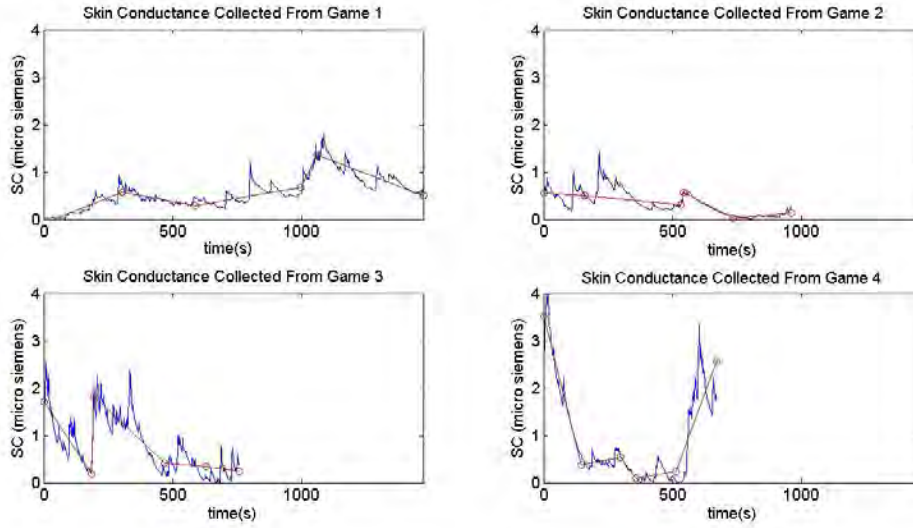 Skin Conductance Collected From Game 1
4
3
2
1
0
SC (micro siemens)
0
500
1000
time(s)
Skin Conductance Collected From Game 2
4
3
2
1
0
SC (micro siemens)
0
500
1000
time(s)
Skin Conductance Collected From Game 3
4
3
2
1
0
SC (micro siemens)
0
500
1000
time(s)
Skin Conductance Collected From Game 4
4
3
2
1
0
SC (micro siemens)
0
500
1000
time(s)